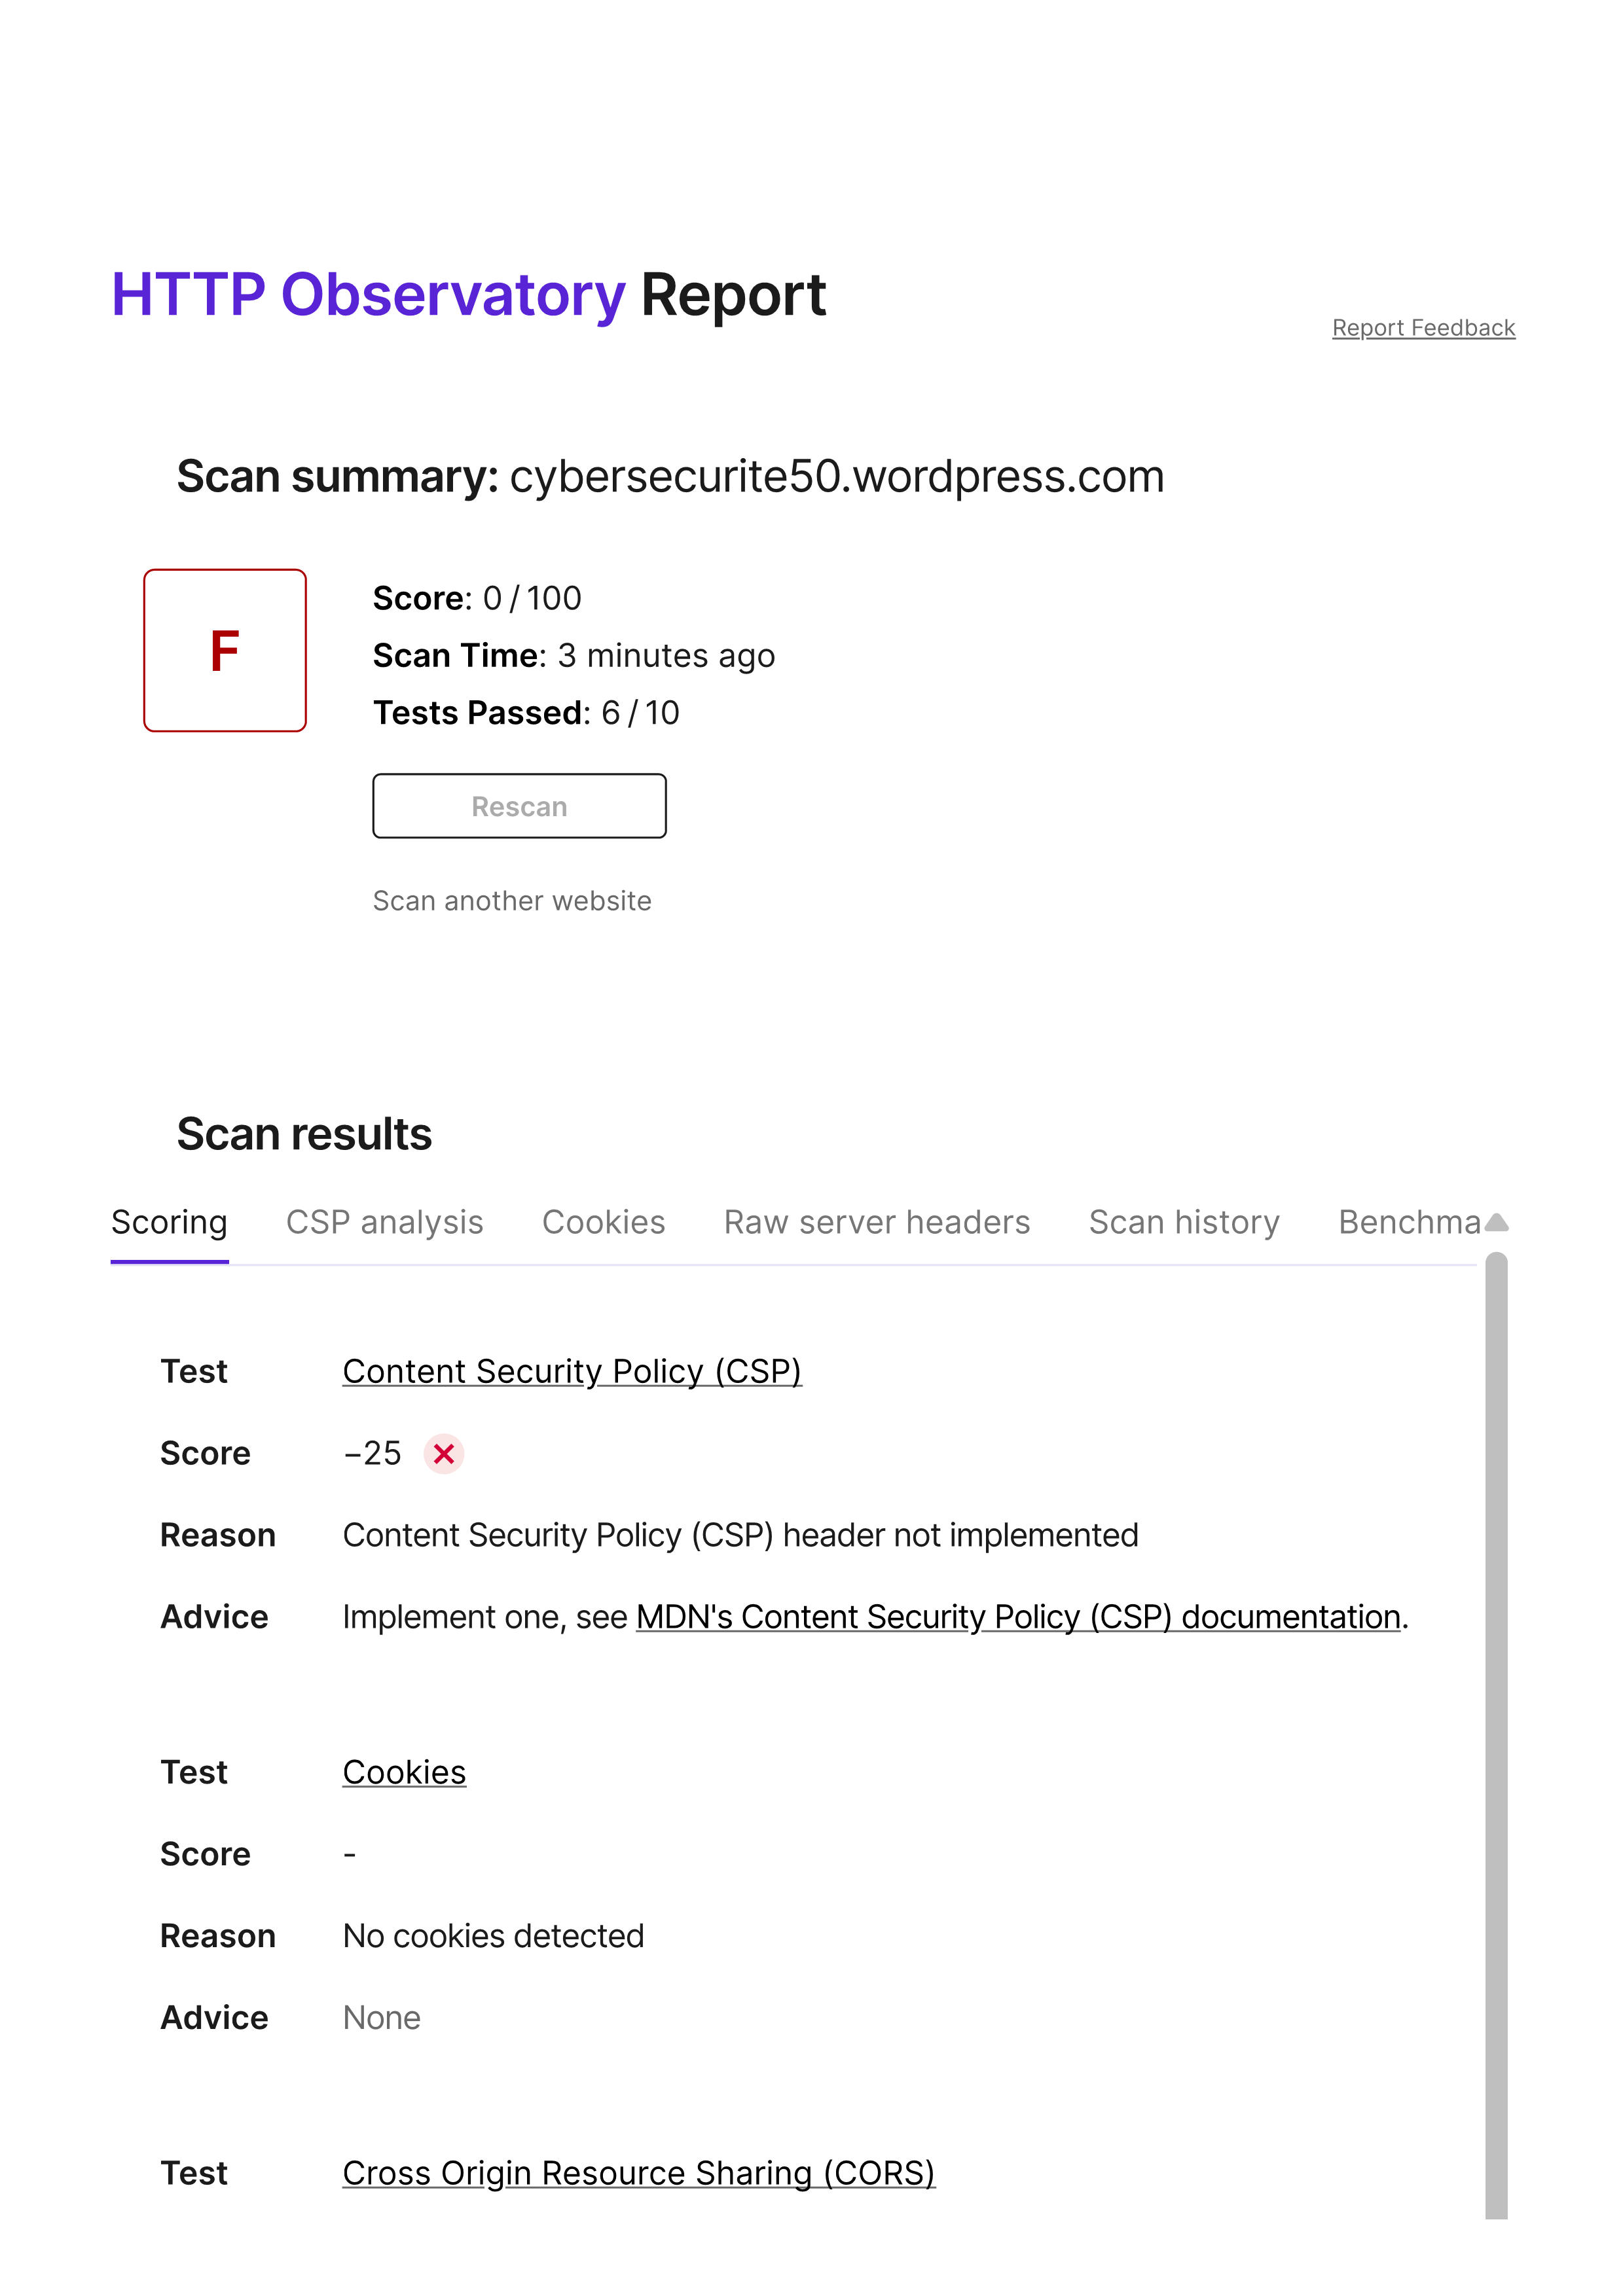 HTTP Observatory Report
Report Feedback
Scan summary: cybersecurite50.wordpress.com
F
Score: 0 / 100
Scan Time: 3 minutes ago
Tests Passed: 6 / 10
Rescan
Scan another website
Scan results
Scoring CSP analysis Cookies Raw server headers Scan history Benchma
Test Content Security Policy (CSP)
Score −25
Reason Content Security Policy (CSP) header not implemented
Advice Implement one, see MDN's Content Security Policy (CSP) documentation.
Test Cookies
Score -
Reason No cookies detected
Advice None
Test Cross Origin Resource Sharing (CORS)